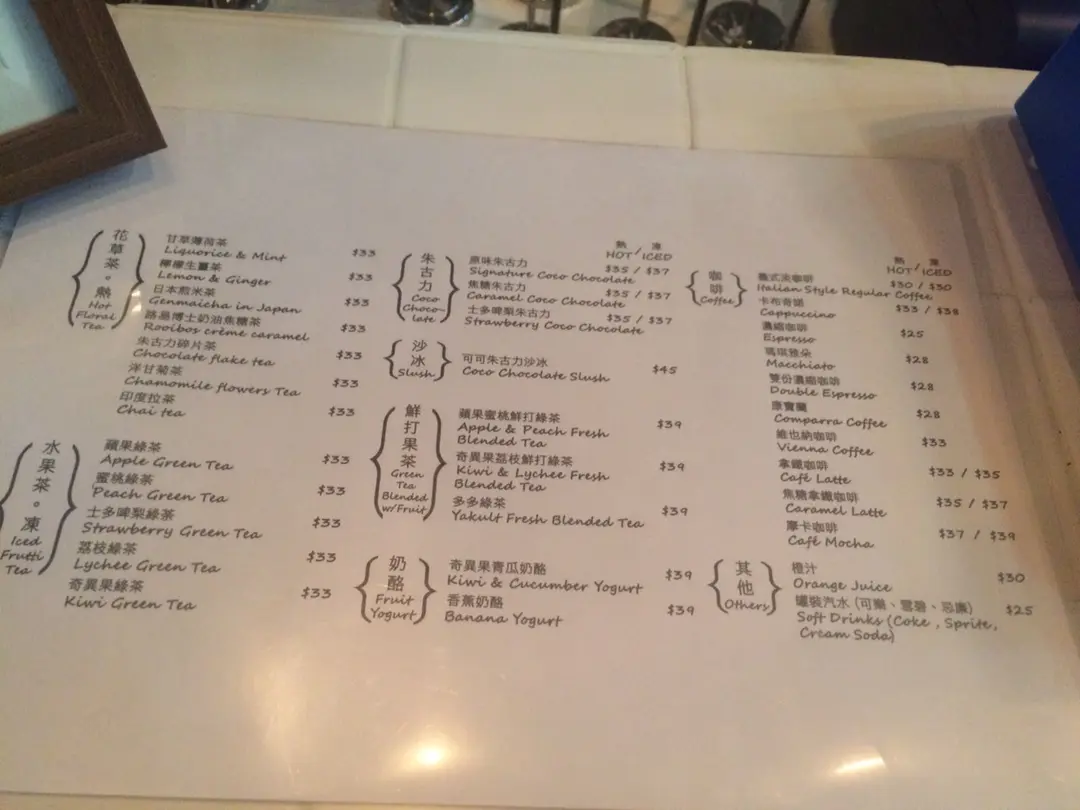 花草茶。熱
Hot
Floral
Tea
甘草薄荷茶
Liquorice & Mint $33
檸檬生薑茶
Lemon & Ginger $33
日本煎米茶
Genmaicha in Japan $33
路易博士奶油焦糖茶
Rooibos crème caramel $33
朱古力碎片茶
Chocolate flake tea $33
洋甘菊茶
Chamomile flowers Tea $33
印度拉茶
Chai tea $33
水果茶。凍
Iced
Frutti
Tea
蘋果綠茶
Apple Green Tea $33
蜜桃綠茶
Peach Green Tea $33
士多啤梨綠茶
Strawberry Green Tea $33
荔枝綠茶
Lychee Green Tea $33
奇異果綠茶
Kiwi Green Tea $33
朱古力
Coco
Choco-
late
熱 凍
HOT / ICED
原味朱古力
Signature Coco Chocolate $35 / $37
焦糖朱古力
Caramel Coco Chocolate $35 / $37
士多啤梨朱古力
Strawberry Coco Chocolate $35 / $37
沙冰
Slush
可可朱古力沙冰
Coco Chocolate Slush $45
鮮打果茶
Green
Tea
Blended
w/Fruit
蘋果蜜桃鮮打綠茶
Apple & Peach Fresh $39
Blended Tea
奇異果荔枝鮮打綠茶
Kiwi & Lychee Fresh $39
Blended Tea
多多綠茶
Yakult Fresh Blended Tea $39
奶酪
Fruit
Yogurt
奇異果青瓜奶酪
Kiwi & Cucumber Yogurt $39
香蕉奶酪
Banana Yogurt $39
咖啡
Coffee
熱 凍
HOT / ICED
咖啡
Italian Style Regular Coffee $30 / $30
卡布奇諾
Cappuccino $33 / $38
濃縮咖啡
Espresso $25
瑪琪雅朵
Macchiato $28
雙份濃縮咖啡
Double Espresso $28
康寶蘭
Comparra Coffee $28
維也納咖啡
Vienna Coffee $33
拿鐵咖啡
Café Latte $33 / $35
焦糖拿鐵咖啡
Caramel Latte $35 / $37
摩卡咖啡
Café Mocha $37 / $39
其他
Others
橙汁
Orange Juice $30
罐裝汽水 (可樂、雪碧、忌廉)
Soft Drinks (Coke , Sprite, $25
Cream Soda)